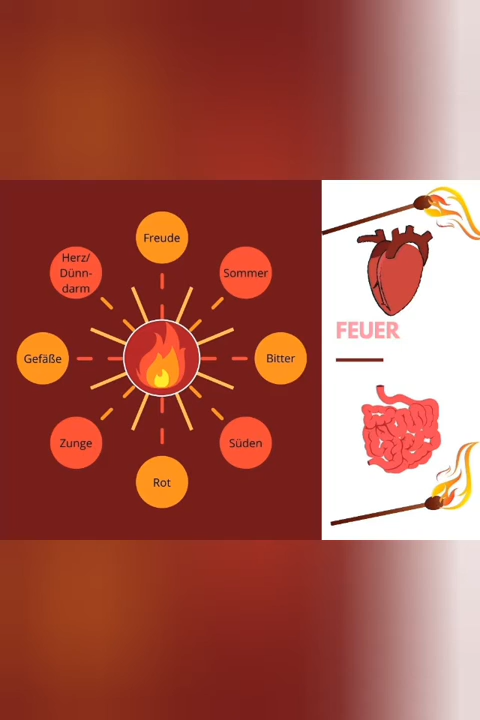 Freude
Sommer
Bitter
Süden
Rot
Zunge
Gefäße
Herz/
Dünn-
darm
FEUER